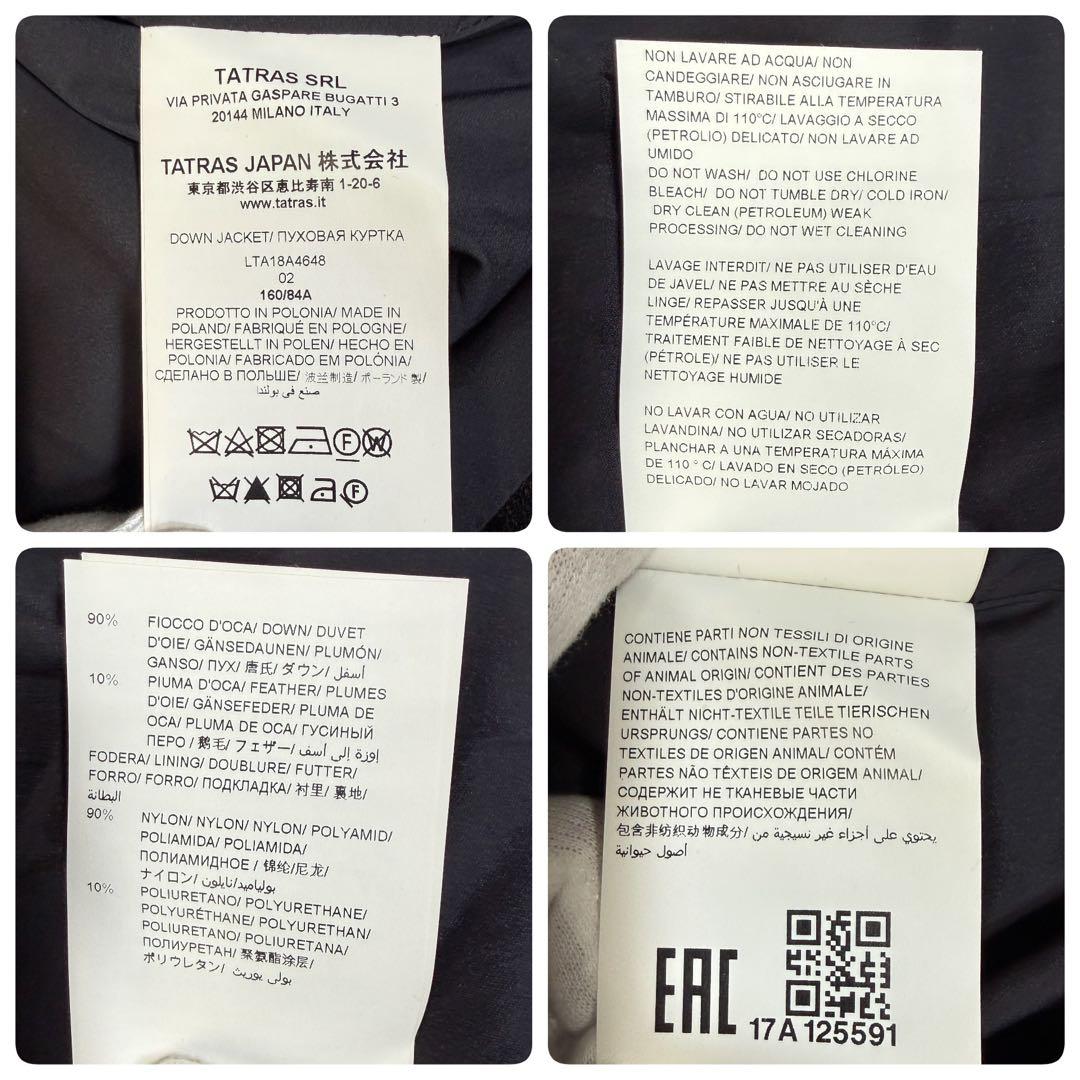 TATRAS SRL
VIA PRIVATA GASPARE BUGATTI 3
20144 MILANO ITALY
TATRAS JAPAN 株式会社
東京都渋谷区恵比寿南 1-20-6
www.tatras.it
DOWN JACKET/ ПУХОВАЯ КУРТКА
LTA18A4648
02
160/84A
PRODOTTO IN POLONIA/ MADE IN
POLAND/ FABRIQUÉ EN POLOGNE/
HERGESTELLT IN POLEN/ HECHO EN
POLONIA/ FABRICADO EM POLÓNIA/
СДЕЛАНО В ПОЛЬШЕ/ 波兰制造/ ポーランド製/
صنع في بولندا
F W
F
NON LAVARE AD ACQUA/ NON
CANDEGGIARE/ NON ASCIUGARE IN
TAMBURO/ STIRABILE ALLA TEMPERATURA
MASSIMA DI 110°C/ LAVAGGIO A SECCO
(PETROLIO) DELICATO/ NON LAVARE AD
UMIDO
DO NOT WASH/ DO NOT USE CHLORINE
BLEACH/ DO NOT TUMBLE DRY/ COLD IRON/
DRY CLEAN (PETROLEUM) WEAK
PROCESSING/ DO NOT WET CLEANING
LAVAGE INTERDIT/ NE PAS UTILISER D'EAU
DE JAVEL/ NE PAS METTRE AU SÈCHE
LINGE/ REPASSER JUSQU'À UNE
TEMPÉRATURE MAXIMALE DE 110°C/
TRAITEMENT FAIBLE DE NETTOYAGE À SEC
(PÉTROLE)/ NE PAS UTILISER LE
NETTOYAGE HUMIDE
NO LAVAR CON AGUA/ NO UTILIZAR
LAVANDINA/ NO UTILIZAR SECADORAS/
PLANCHAR A UNA TEMPERATURA MÁXIMA
DE 110 ° C/ LAVADO EN SECO (PETRÓLEO)
DELICADO/ NO LAVAR MOJADO
90% FIOCCO D'OCA/ DOWN/ DUVET
D'OIE/ GÄNSEDAUNEN/ PLUMÓN/
GANSO/ ПУХ/ 唐氏/ ダウン/ أسفل
10% PIUMA D'OCA/ FEATHER/ PLUMES
D'OIE/ GÄNSEFEDER/ PLUMA DE
OCA/ PLUMA DE OCA/ ГУСИНЫЙ
ПЕРО / 鹅毛/ フェザー/ اوزة إلى أسف
FODERA/ LINING/ DOUBLURE/ FUTTER/
FORRO/ FORRO/ ПОДКЛАДКА/ 衬里/ 裏地/
البطانة
90% NYLON/ NYLON/ NYLON/ POLYAMID/
POLIAMIDA/ POLIAMIDA/
ПОЛИАМИДНОЕ / 锦纶/尼龙/
ナイロン/ بولياميد/نايلون
10% POLIURETANO/ POLYURETHANE/
POLYURÉTHANE/ POLYURETHAN/
POLIURETANO/ POLIURETANA/
ПОЛИУРЕТАН/ 聚氨酯涂层/
ポリウレタン/ بولي يوريث
CONTIENE PARTI NON TESSILI DI ORIGINE
ANIMALE/ CONTAINS NON-TEXTILE PARTS
OF ANIMAL ORIGIN/ CONTIENT DES PARTIES
NON-TEXTILES D'ORIGINE ANIMALE/
ENTHÄLT NICHT-TEXTILE TEILE TIERISCHEN
URSPRUNGS/ CONTIENE PARTES NO
TEXTILES DE ORIGEN ANIMAL/ CONTÉM
PARTES NÃO TÊXTEIS DE ORIGEM ANIMAL/
СОДЕРЖИТ НЕ ТКАНЕВЫЕ ЧАСТИ
ЖИВОТНОГО ПРОИСХОЖДЕНИЯ/
包含非纺织动物成分/ يحتوي على أجزاء غير نسيجية من
أصول حيوانية
EAC
17A125591